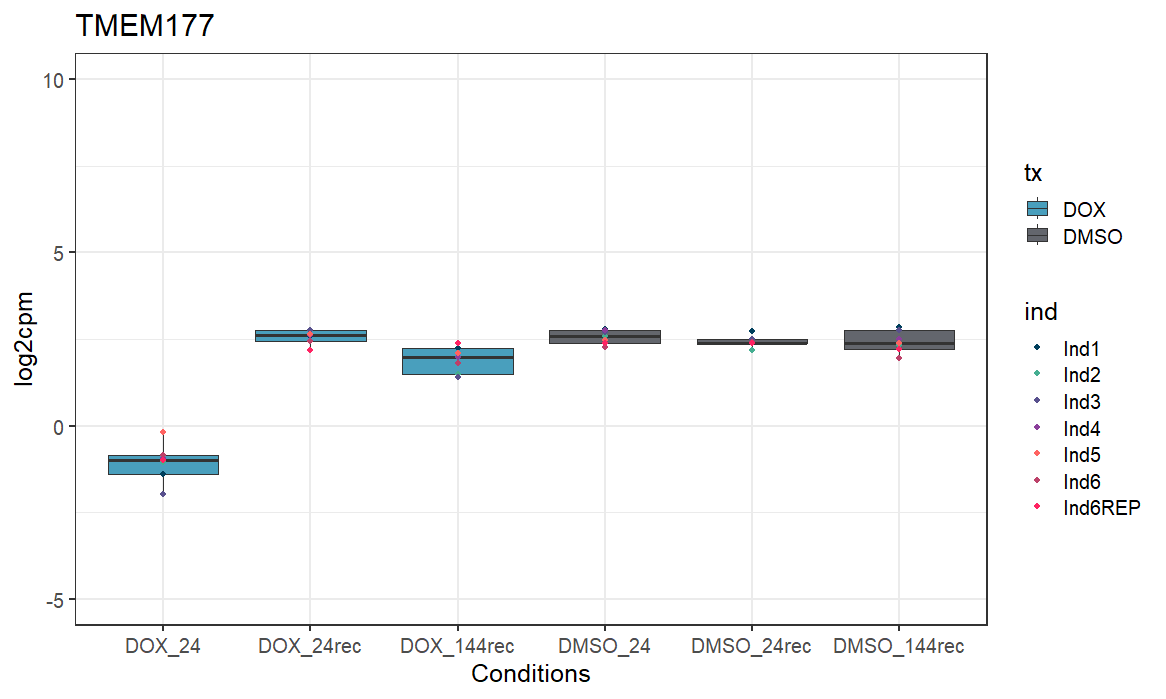 TMEM177
log2cpm
10
5
0
-5
DOX_24 DOX_24rec DOX_144rec DMSO_24 DMSO_24rec DMSO_144rec
Conditions
tx
DOX
DMSO
ind
Ind1
Ind2
Ind3
Ind4
Ind5
Ind6
Ind6REP